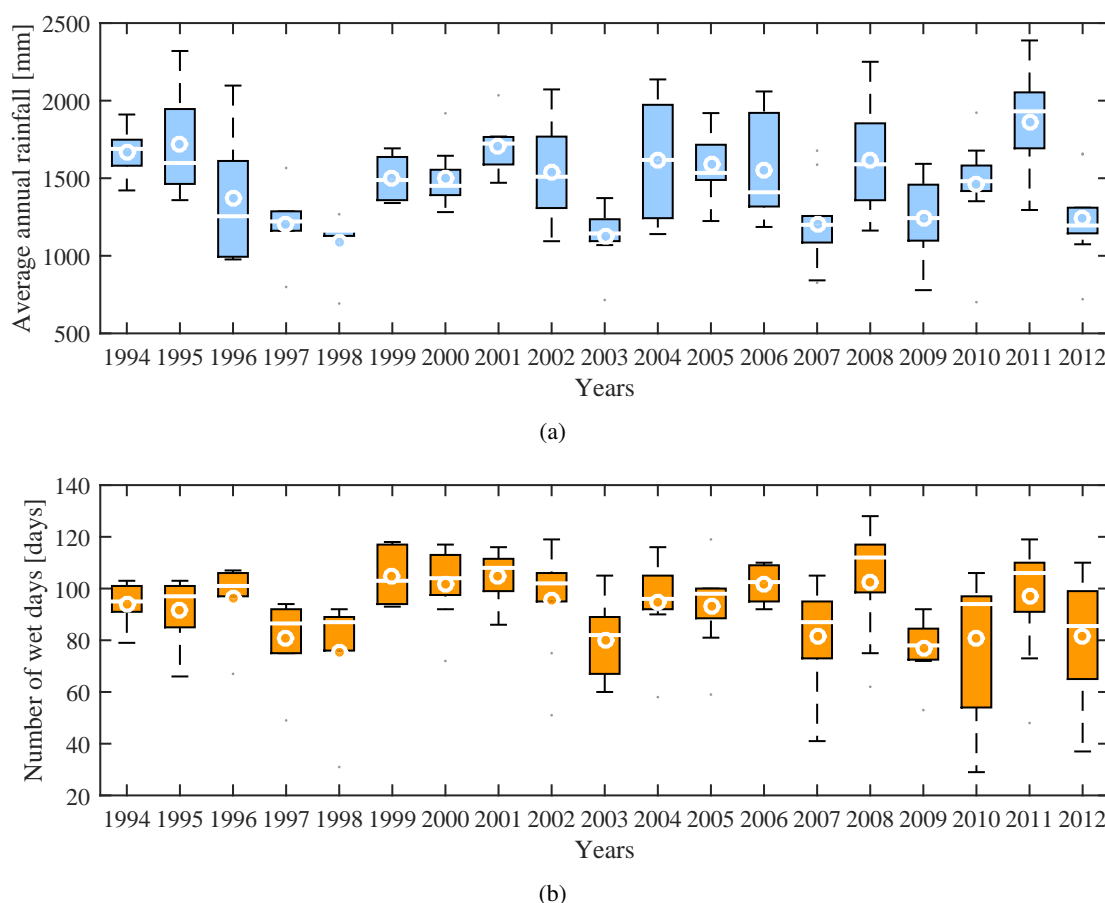 Average annual rainfall [mm]
2500
2000
1500
1000
500
1994 1995 1996 1997 1998 1999 2000 2001 2002 2003 2004 2005 2006 2007 2008 2009 2010 2011 2012
Years
(a)
Number of wet days [days]
140
120
100
80
60
40
20
1994 1995 1996 1997 1998 1999 2000 2001 2002 2003 2004 2005 2006 2007 2008 2009 2010 2011 2012
Years
(b)